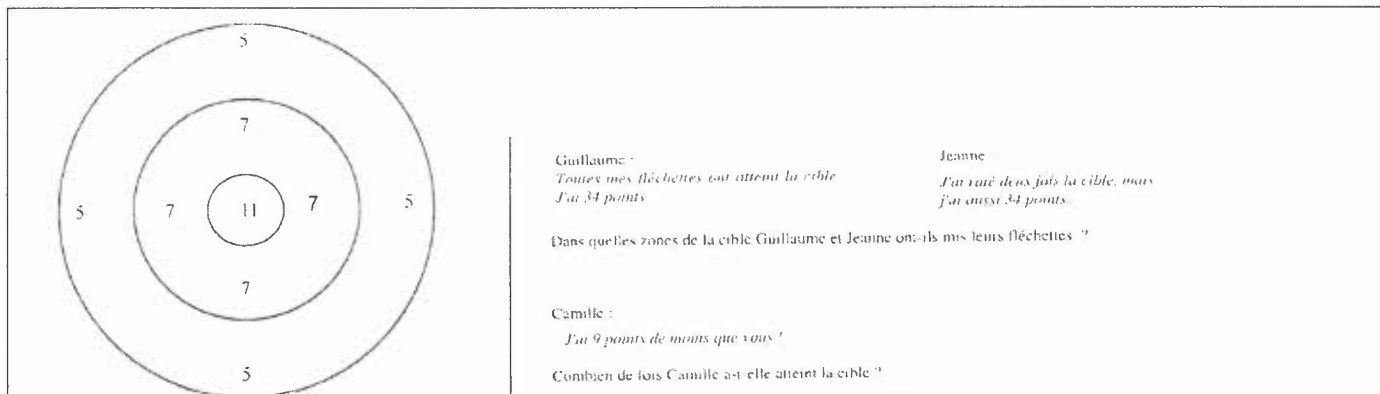 5
7
5 7 11 7 5
7
5
Guillaume :
Toutes mes fléchettes ont atteint la cible
J'ai 34 points
Jeanne
J'ai raté deux fois la cible, mais
j'ai aussi 34 points
Dans quelles zones de la cible Guillaume et Jeanne ont-ils mis leurs fléchettes ?
Camille :
J'ai 9 points de moins que vous !
Combien de fois Camille a-t-elle atteint la cible ?